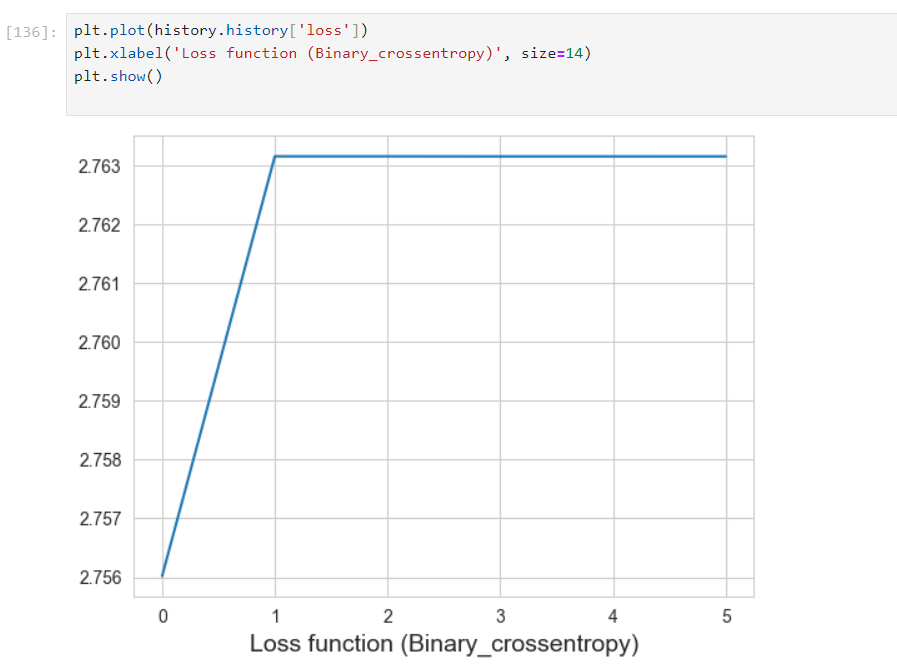 [136]: plt.plot(history.history['loss'])
plt.xlabel('Loss function (Binary_crossentropy)', size=14)
plt.show()
2.763
2.762
2.761
2.760
2.759
2.758
2.757
2.756
0 1 2 3 4 5
Loss function (Binary_crossentropy)